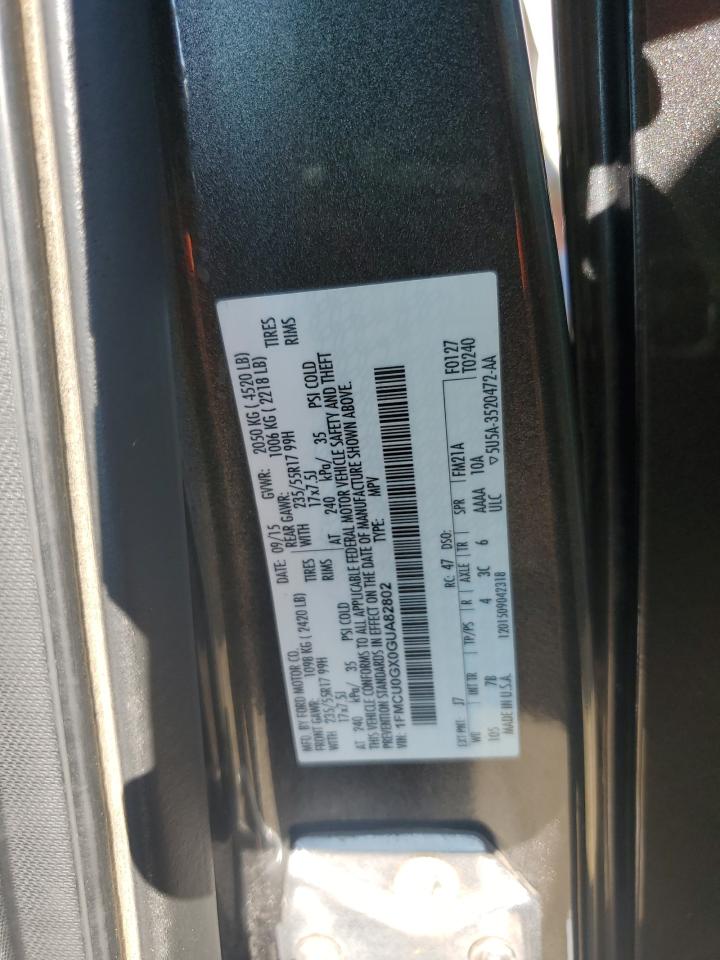 MFD. BY FORD MOTOR CO. DATE: 09/15 GVWR: 2050 KG ( 4520 LB)
FRONT GAWR: 1098 KG ( 2420 LB) REAR GAWR: 1006 KG ( 2218 LB)
WITH 235/55R17 99H TIRES WITH 235/55R17 99H TIRES
17x7.5J RIMS 17x7.5J RIMS
AT 240 kPa/ 35 PSI COLD AT 240 kPa/ 35 PSI COLD
THIS VEHICLE CONFORMS TO ALL APPLICABLE FEDERAL MOTOR VEHICLE SAFETY AND THEFT
PREVENTION STANDARDS IN EFFECT ON THE DATE OF MANUFACTURE SHOWN ABOVE.
VIN: 1FMCU0GX0GUA82802 TYPE: MPV
EXT PNT: J7 RC: 47 DSO: F0127
WB INT TR TP/PS R AXLE TR SPR FM21A T0240
105 7B 4 3C 6 AAAA 10A
ULC ▽5U5A-3520472-AA
MADE IN U.S.A. 1201509042318